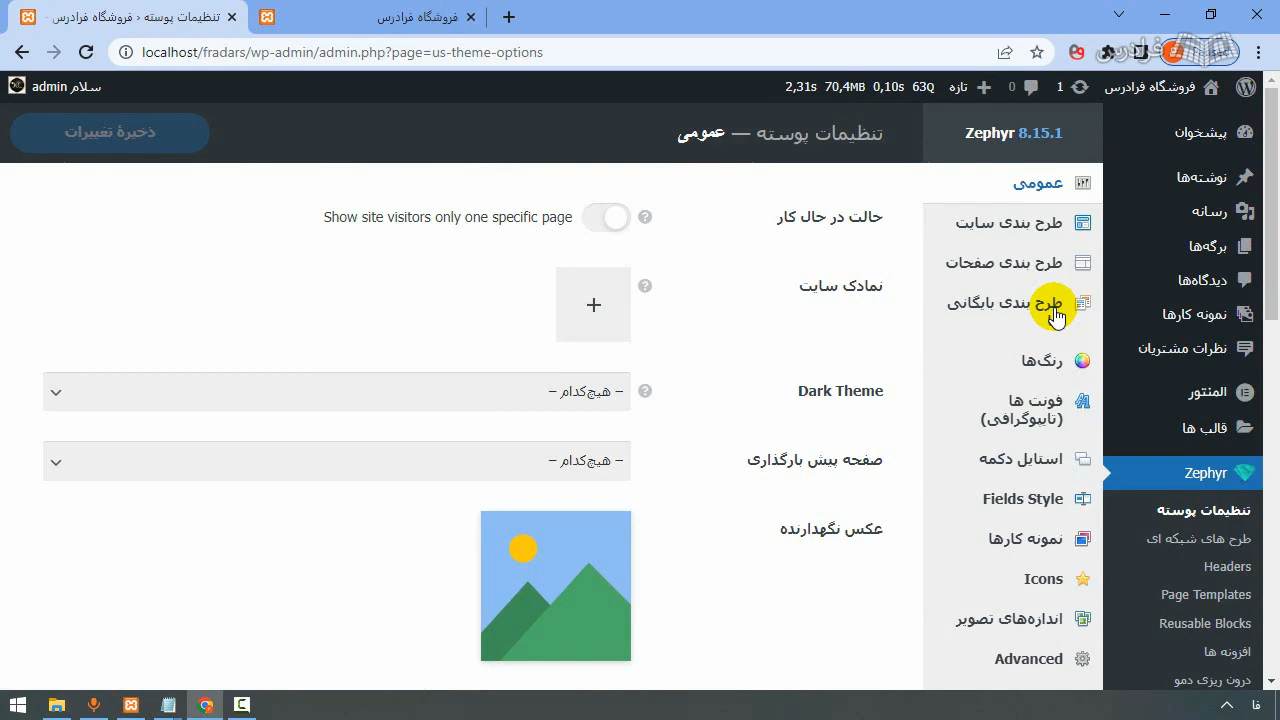 تنظیمات پوسته ‹ فروشگاه فرادرس
فروشگاه فرادرس
localhost/fradars/wp-admin/admin.php?page=us-theme-options
فرادرس
سلام admin
2,31s 70,4MB 0,10s 63Q
تازه
0
1
فروشگاه فرادرس
ذخیرهٔ تغییرات
تنظیمات پوسته — عمومی
Zephyr 8.15.1
عمومی
طرح بندی سایت
طرح بندی صفحات
طرح بندی بایگانی
رنگ‌ها
فونت ها
(تایپوگرافی)
استایل دکمه
Fields Style
نمونه کارها
Icons
اندازه‌های تصویر
Advanced
حالت در حال کار
Show site visitors only one specific page
نمادک سایت
Dark Theme
– هیچ‌کدام –
صفحه پیش بارگذاری
– هیچ‌کدام –
عکس نگهدارنده
پیشخوان
نوشته‌ها
رسانه
برگه‌ها
دیدگاه‌ها
نمونه کارها
نظرات مشتریان
المنتور
قالب ها
Zephyr
تنظیمات پوسته
طرح های شبکه ای
Headers
Page Templates
Reusable Blocks
افزونه ها
درون ریزی دمو
فا